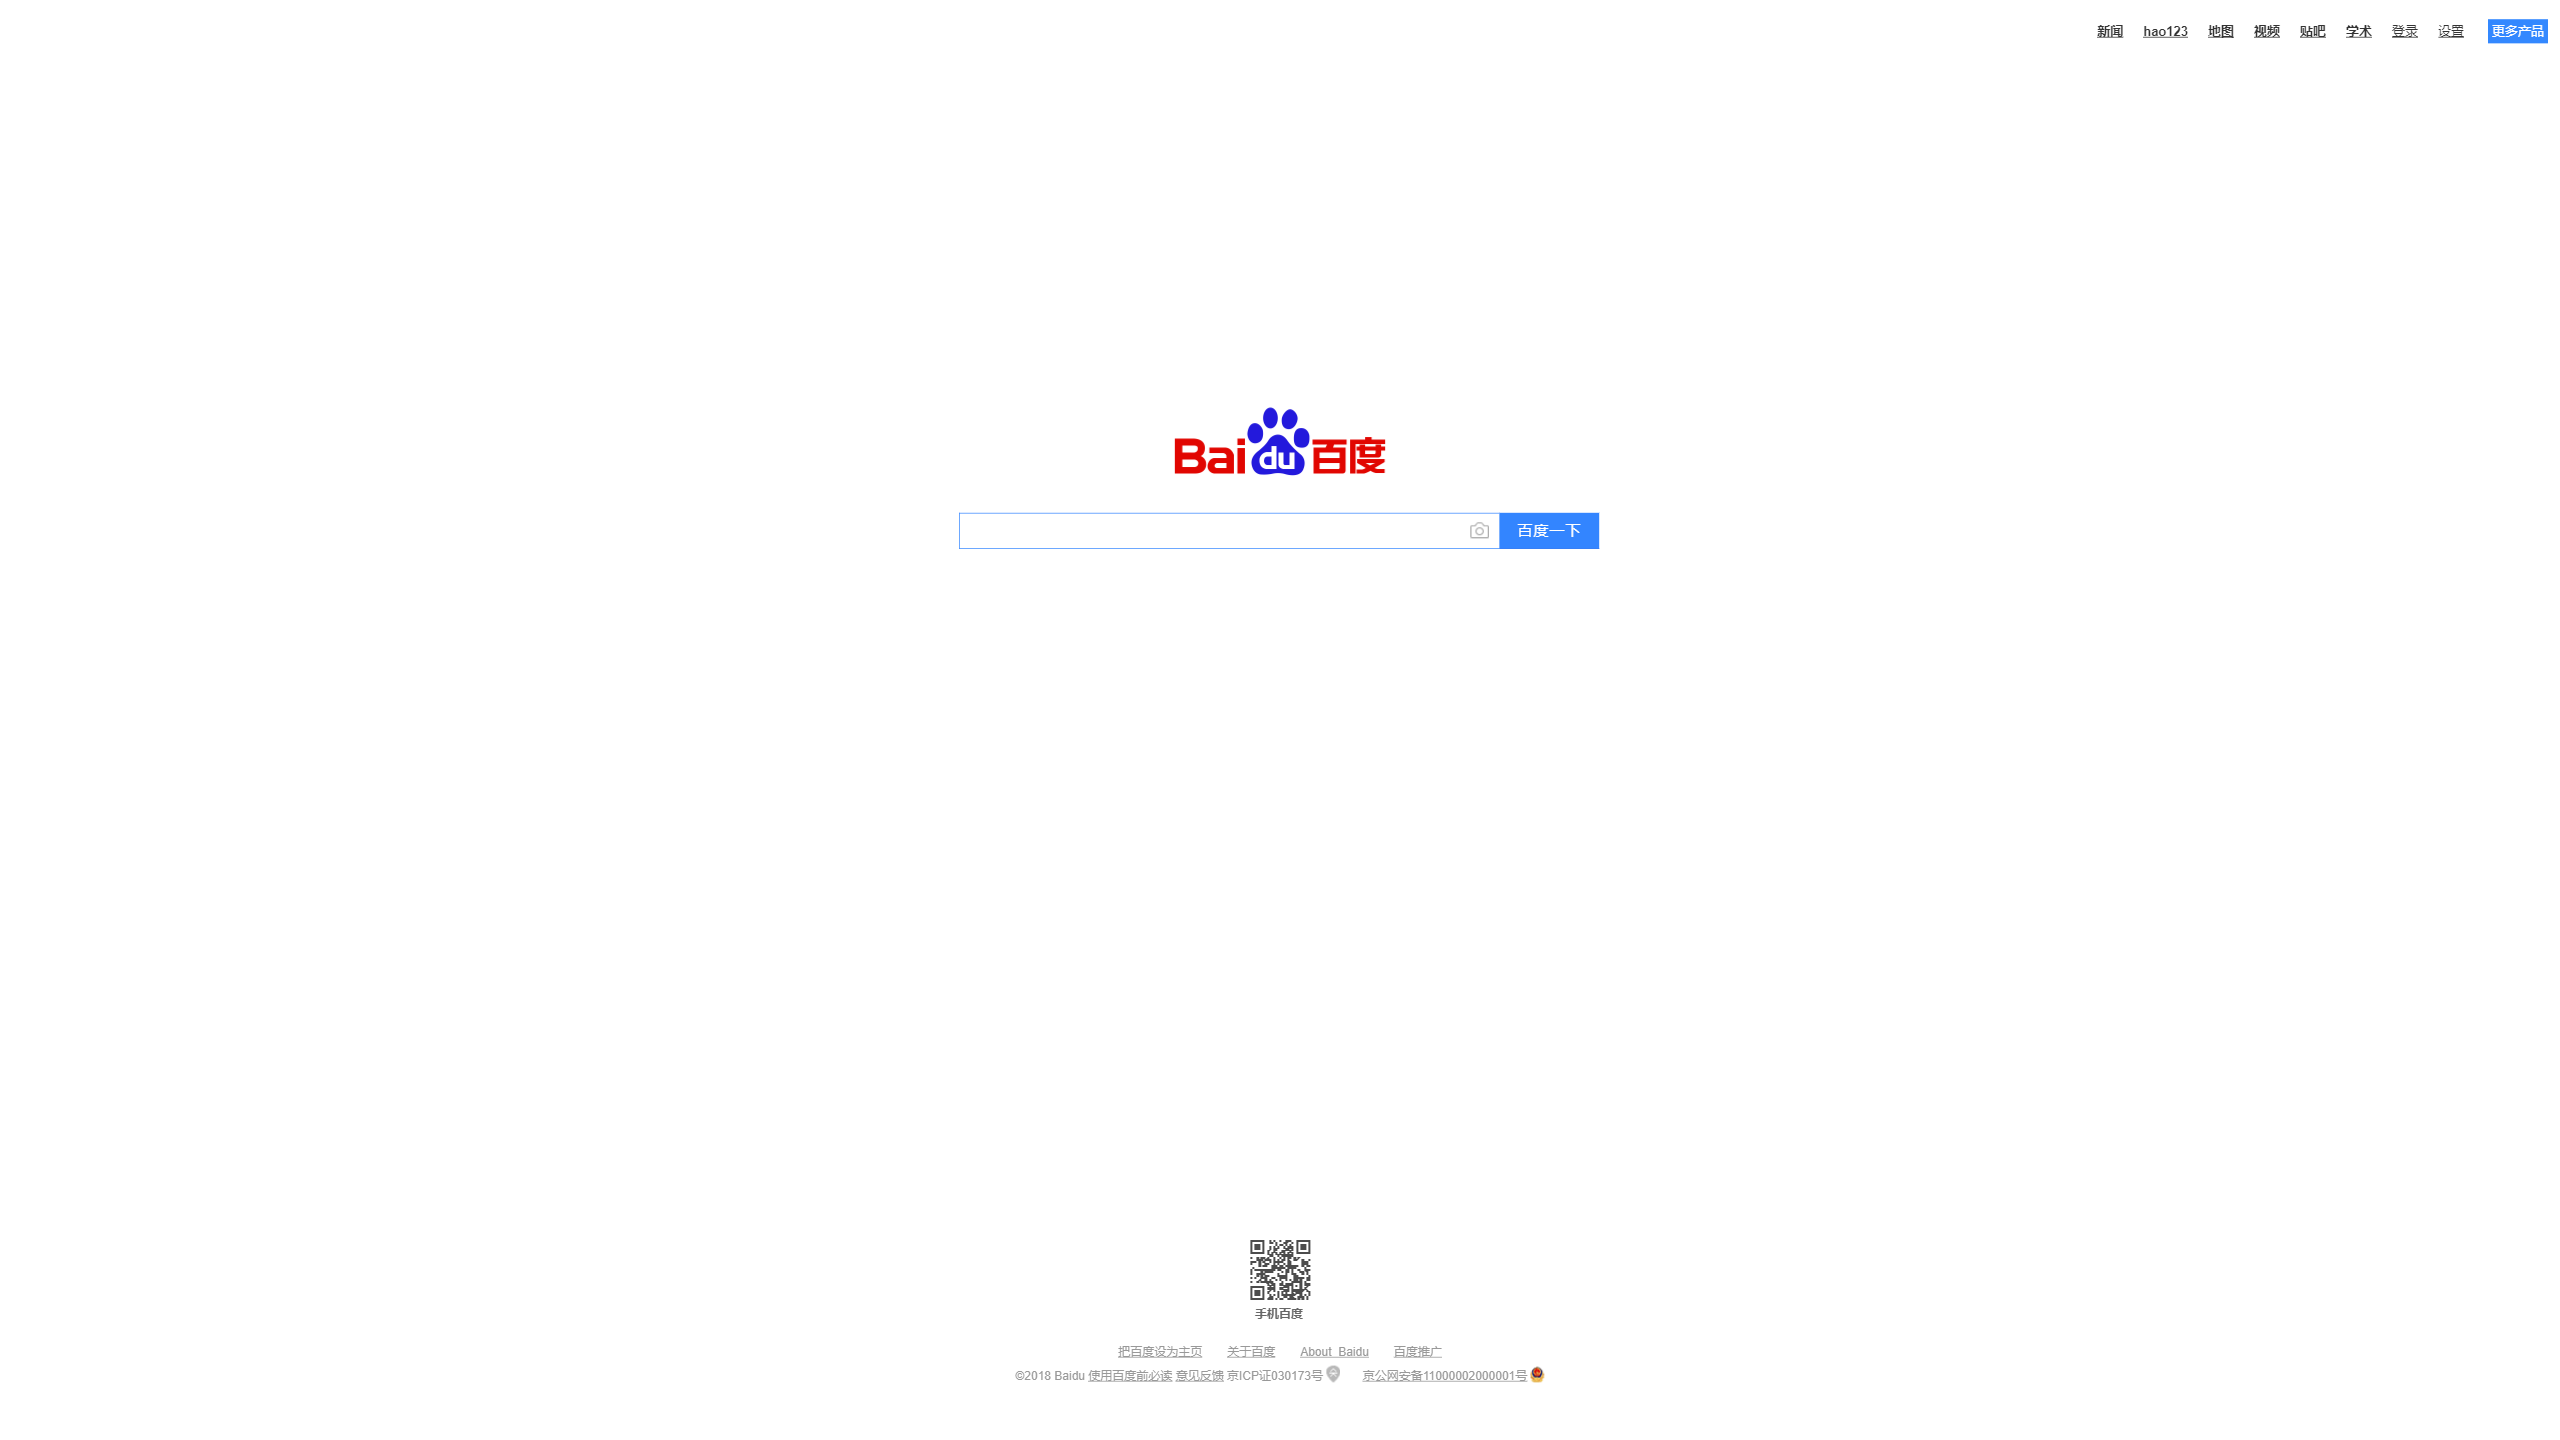 新闻 hao123 地图 视频 贴吧 学术 登录 设置 更多产品
Bai du 百度
百度一下
手机百度
把百度设为主页 关于百度 About Baidu 百度推广
©2018 Baidu 使用百度前必读 意见反馈 京ICP证030173号 京公网安备11000002000001号